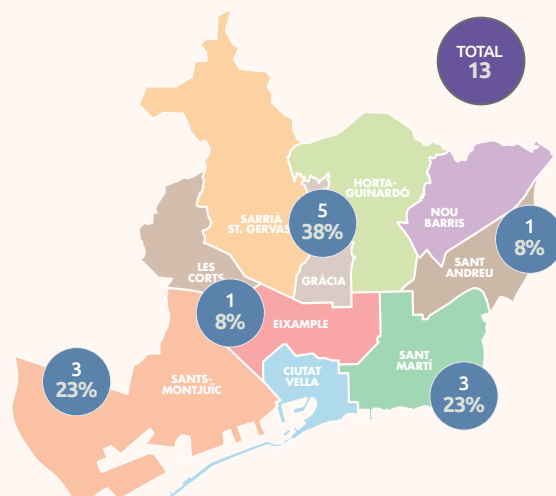 TOTAL
13
HORTA-
GUINARDÓ
SARRIÀ
ST. GERVASI
5
38%
NOU
BARRIS
1
8%
SANT
ANDREU
LES
CORTS
GRÀCIA
1
8%
EIXAMPLE
SANT
MARTÍ
3
23%
SANTS-
MONTJUÏC
CIUTAT
VELLA
3
23%